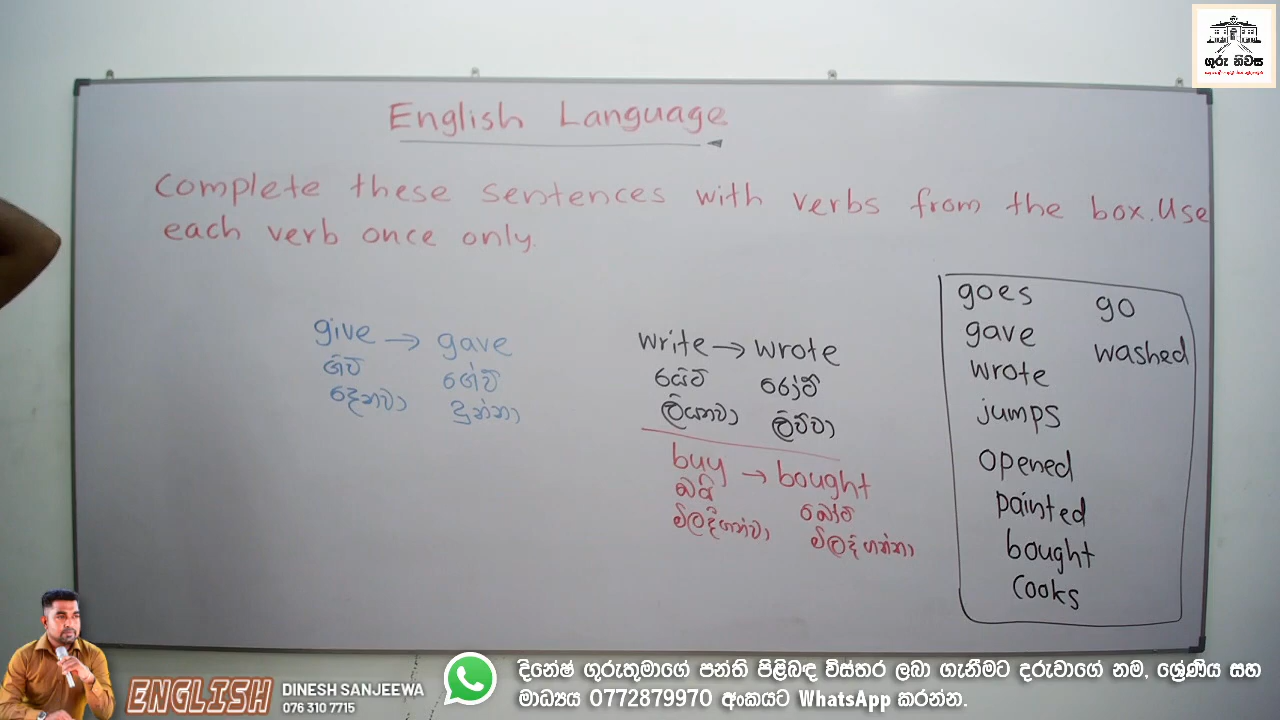 ගුරු නිවස
English Language
Complete these sentences with verbs from the box. Use
each verb once only.
give → gave
ගිව් ගේව්
දෙනවා දුන්නා
write → wrote
රයිට් රෝට්
ලියනවා ලිව්වා
buy → bought
බයි බෝට්
මිලදීගන්වා මිලදී ගන්නා
goes go
gave washed
wrote
jumps
opened
painted
bought
cooks
ENGLISH
DINESH SANJEEWA
076 310 7715
දිනේෂ් ගුරුතුමාගේ පන්ති පිළිබඳ විස්තර ලබා ගැනීමට දරුවාගේ නම, ශ්‍රේණිය සහ
මාධ්‍යය 0772879970 අංකයට WhatsApp කරන්න.